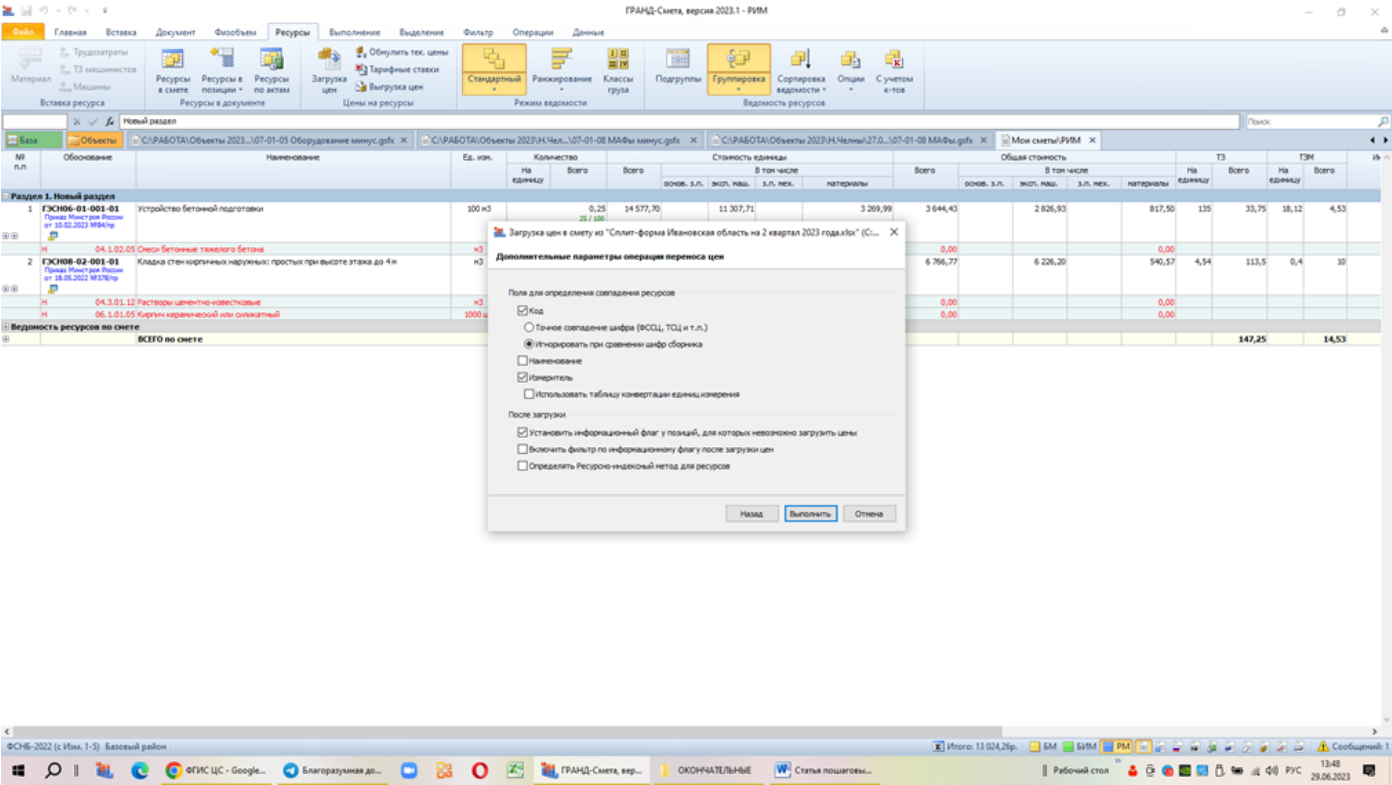 ГРАНД-Смета, версия 2023.1 - РИМ
Файл Главная Вставка Документ Физобъем Ресурсы Выполнение Выделение Фильтр Операции Данные
Материал
Трудозатраты
ТЗ машинистов
Машины
Ресурсы в смете
Ресурсы в позиции
Ресурсы по актам
Загрузка цен
Обнулить тек. цены
Тарифные ставки
Выгрузка цен
Стандартный
Ранжирование
Классы груза
Подгруппы
Группировка
Сортировка ведомости
Опции
С учетом к-тов
Вставка ресурса Ресурсы в документе Цены на ресурсы Режим ведомости Ведомость ресурсов
fx Новый раздел Поиск
База Объекты C:\РАБОТА\Объекты 2023...\07-01-05 Оборудование минус.gsfx C:\РАБОТА\Объекты 2023\Н.Чел...\07-01-08 МАФы минус.gsfx C:\РАБОТА\Объекты 2023\Н.Челны\27.0...\07-01-08 МАФы.gsfx Мои сметы\РИМ
№ п.п Обоснование Наименование Ед. изм. Количество Стоимость единицы Общая стоимость ТЗ ТЗМ
На единицу Всего Всего В том числе Всего В том числе На единицу Всего На единицу Всего
основ. з.п. эксп. маш. з.п. мех. материалы основ. з.п. эксп. маш. з.п. мех. материалы
Раздел 1. Новый раздел
1 ГЭСН06-01-001-01 Устройство бетонной подготовки 100 м3 0,25 14 577,70 11 307,71 3 269,99 3 644,43 2 826,93 817,50 135 33,75 18,12 4,53
Приказ Минстроя России 25 / 100
от 10.02.2023 №84/пр
Н 04.1.02.05 Смеси бетонные тяжелого бетона м3 0,00 0,00
2 ГЭСН08-02-001-01 Кладка стен кирпичных наружных: простых при высоте этажа до 4 м м3 6 766,77 6 226,20 540,57 4,54 113,5 0,4 10
Приказ Минстроя России
от 18.05.2022 №378/пр
Н 04.3.01.12 Растворы цементно-известковые м3 0,00 0,00
Н 06.1.01.05 Кирпич керамический или силикатный 1000 ш 0,00 0,00
Ведомость ресурсов по смете
ВСЕГО по смете 147,25 14,53
Загрузка цен в смету из "Сплит-форма Ивановская область на 2 квартал 2023 года.xlsx" (C:...
Дополнительные параметры операции переноса цен
Поля для определения совпадения ресурсов
Код
Точное совпадение шифра (ФССЦ, ТСЦ и т.п.)
Игнорировать при сравнении шифр сборника
Наименование
Измеритель
Использовать таблицу конвертации единиц измерения
После загрузки
Установить информационный флаг у позиций, для которых невозможно загрузить цены
Включить фильтр по информационному флагу после загрузки цен
Определять Ресурсно-индексный метод для ресурсов
Назад Выполнить Отмена
ФСНБ-2022 (с Изм. 1-5) Базовый район Итого: 13 024,26р. БМ БИМ РМ Сообщений: 1
ФГИС ЦС - Google... Благоразумная до... ГРАНД-Смета, вер... ОКОНЧАТЕЛЬНЫЕ Статья пошаговы... Рабочий стол РУС 13:48
29.06.2023